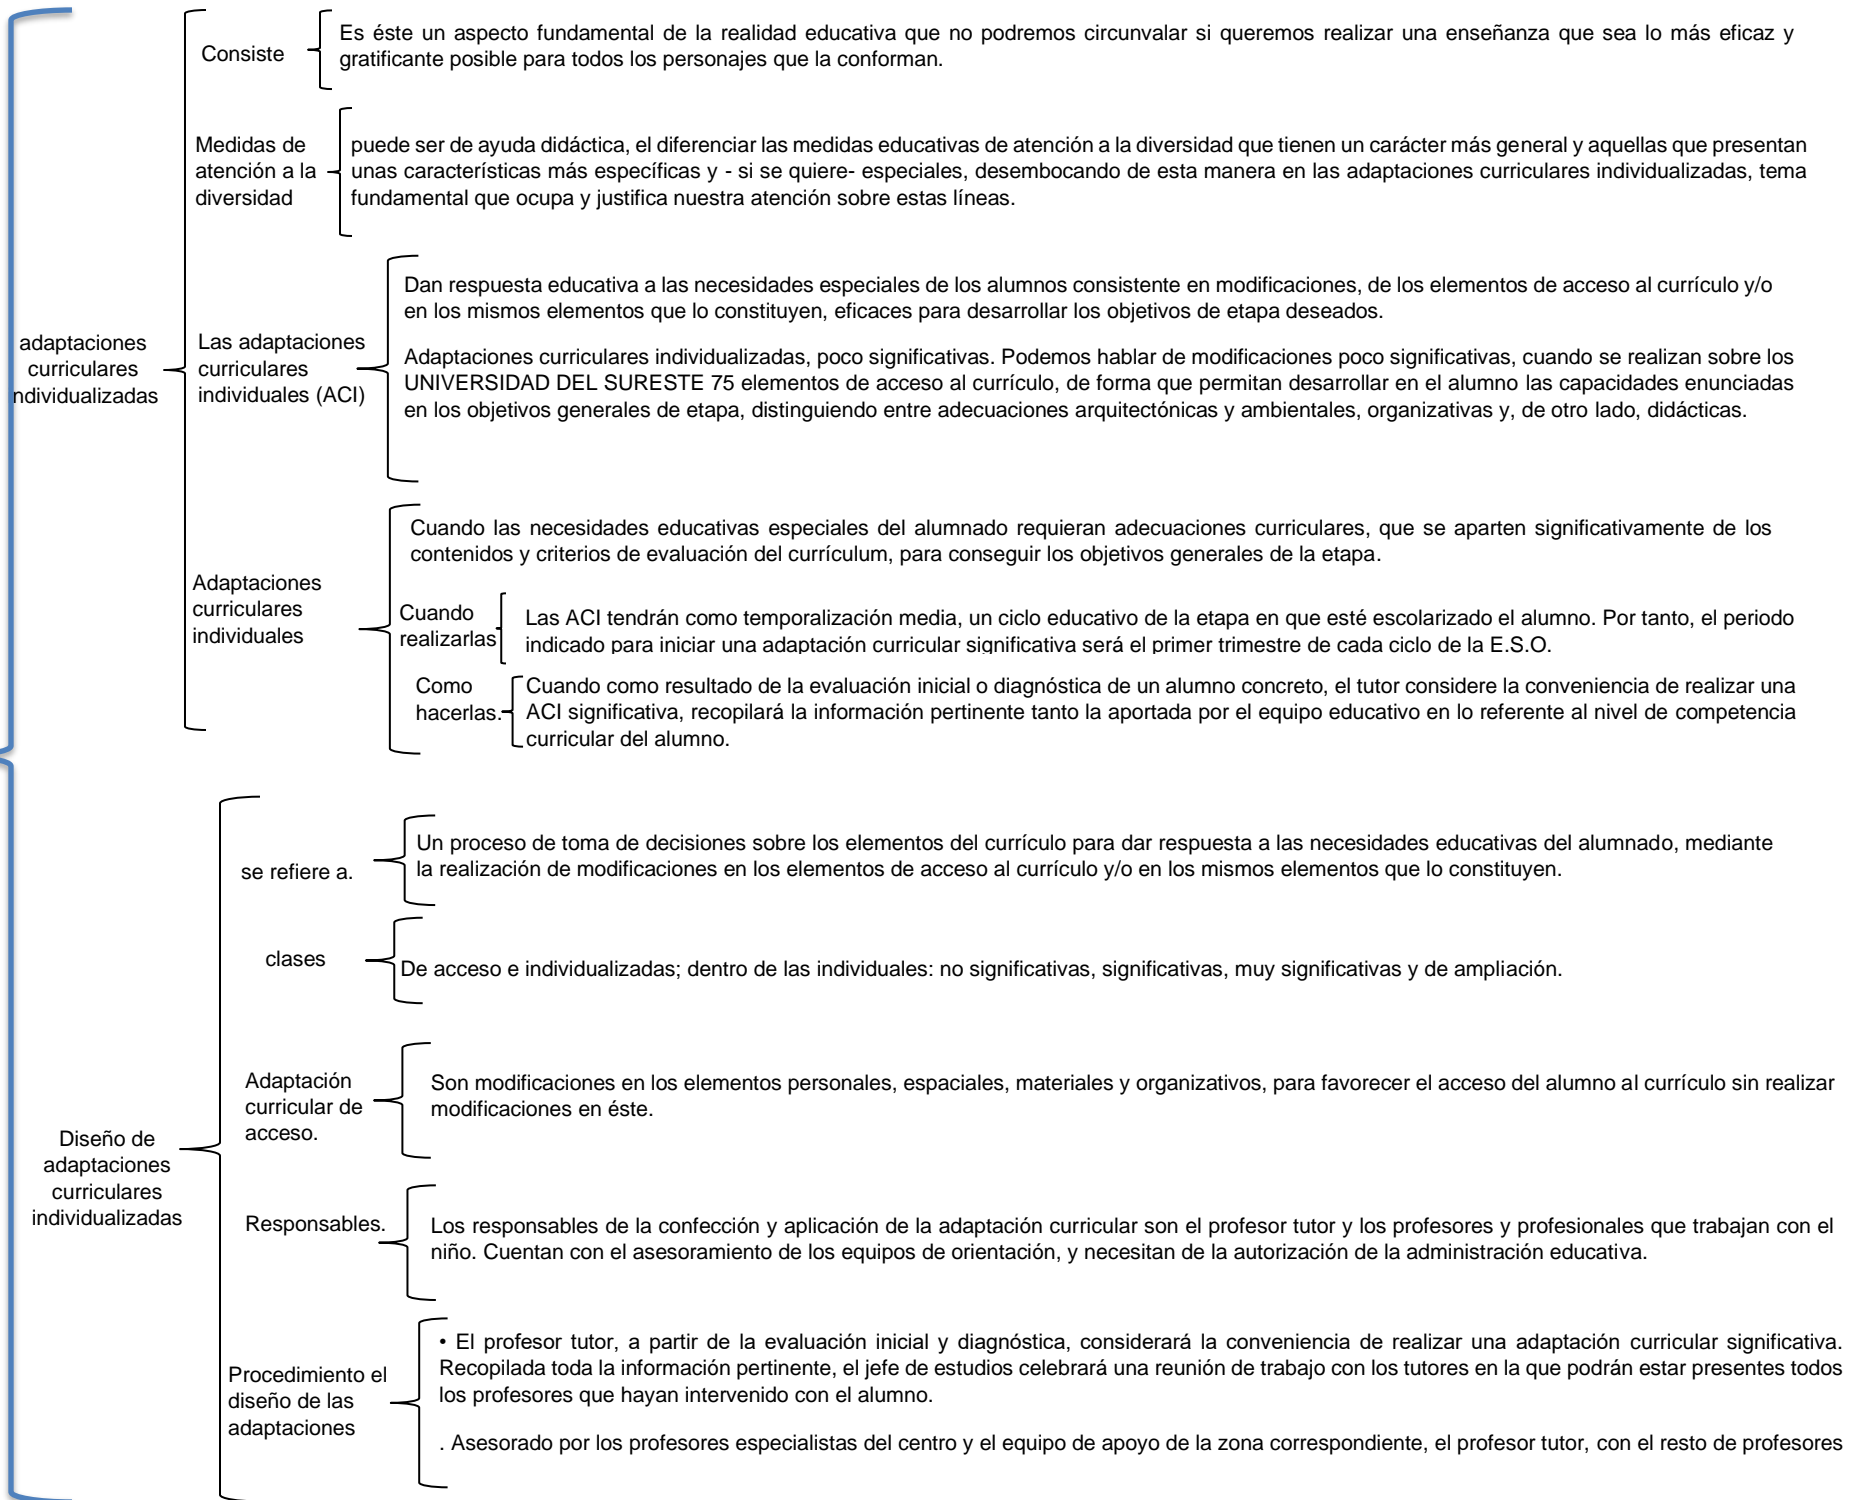 Consiste
Es éste un aspecto fundamental de la realidad educativa que no podremos circunvalar si queremos realizar una enseñanza que sea lo más eficaz y
gratificante posible para todos los personajes que la conforman.
Medidas de
atención a la
diversidad
puede ser de ayuda didáctica, el diferenciar las medidas educativas de atención a la diversidad que tienen un carácter más general y aquellas que presentan
unas características más específicas y - si se quiere- especiales, desembocando de esta manera en las adaptaciones curriculares individualizadas, tema
fundamental que ocupa y justifica nuestra atención sobre estas líneas.
adaptaciones
curriculares
individualizadas
Las adaptaciones
curriculares
individuales (ACI)
Dan respuesta educativa a las necesidades especiales de los alumnos consistente en modificaciones, de los elementos de acceso al currículo y/o
en los mismos elementos que lo constituyen, eficaces para desarrollar los objetivos de etapa deseados.
Adaptaciones curriculares individualizadas, poco significativas. Podemos hablar de modificaciones poco significativas, cuando se realizan sobre los
UNIVERSIDAD DEL SURESTE 75 elementos de acceso al currículo, de forma que permitan desarrollar en el alumno las capacidades enunciadas
en los objetivos generales de etapa, distinguiendo entre adecuaciones arquitectónicas y ambientales, organizativas y, de otro lado, didácticas.
Adaptaciones
curriculares
individuales
Cuando las necesidades educativas especiales del alumnado requieran adecuaciones curriculares, que se aparten significativamente de los
contenidos y criterios de evaluación del currículum, para conseguir los objetivos generales de la etapa.
Cuando
realizarlas
Las ACI tendrán como temporalización media, un ciclo educativo de la etapa en que esté escolarizado el alumno. Por tanto, el periodo
indicado para iniciar una adaptación curricular significativa será el primer trimestre de cada ciclo de la E.S.O.
Como
hacerlas.
Cuando como resultado de la evaluación inicial o diagnóstica de un alumno concreto, el tutor considere la conveniencia de realizar una
ACI significativa, recopilará la información pertinente tanto la aportada por el equipo educativo en lo referente al nivel de competencia
curricular del alumno.
Diseño de
adaptaciones
curriculares
individualizadas
se refiere a.
Un proceso de toma de decisiones sobre los elementos del currículo para dar respuesta a las necesidades educativas del alumnado, mediante
la realización de modificaciones en los elementos de acceso al currículo y/o en los mismos elementos que lo constituyen.
clases
De acceso e individualizadas; dentro de las individuales: no significativas, significativas, muy significativas y de ampliación.
Adaptación
curricular de
acceso.
Son modificaciones en los elementos personales, espaciales, materiales y organizativos, para favorecer el acceso del alumno al currículo sin realizar
modificaciones en éste.
Responsables.
Los responsables de la confección y aplicación de la adaptación curricular son el profesor tutor y los profesores y profesionales que trabajan con el
niño. Cuentan con el asesoramiento de los equipos de orientación, y necesitan de la autorización de la administración educativa.
Procedimiento el
diseño de las
adaptaciones
• El profesor tutor, a partir de la evaluación inicial y diagnóstica, considerará la conveniencia de realizar una adaptación curricular significativa.
Recopilada toda la información pertinente, el jefe de estudios celebrará una reunión de trabajo con los tutores en la que podrán estar presentes todos
los profesores que hayan intervenido con el alumno.
. Asesorado por los profesores especialistas del centro y el equipo de apoyo de la zona correspondiente, el profesor tutor, con el resto de profesores